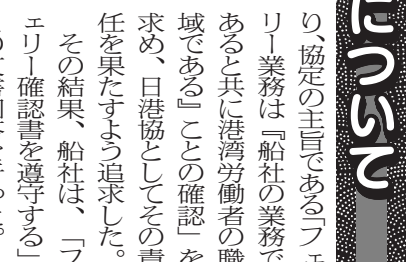 について
り、協定の主旨である「フェ
リー業務は『船社の業務で
あると共に港湾労働者の職
域である』ことの確認」を
求め、日港協としてその責
任を果たすよう追求した。
その結果、船社は、「フ
ェリー確認書を遵守する」